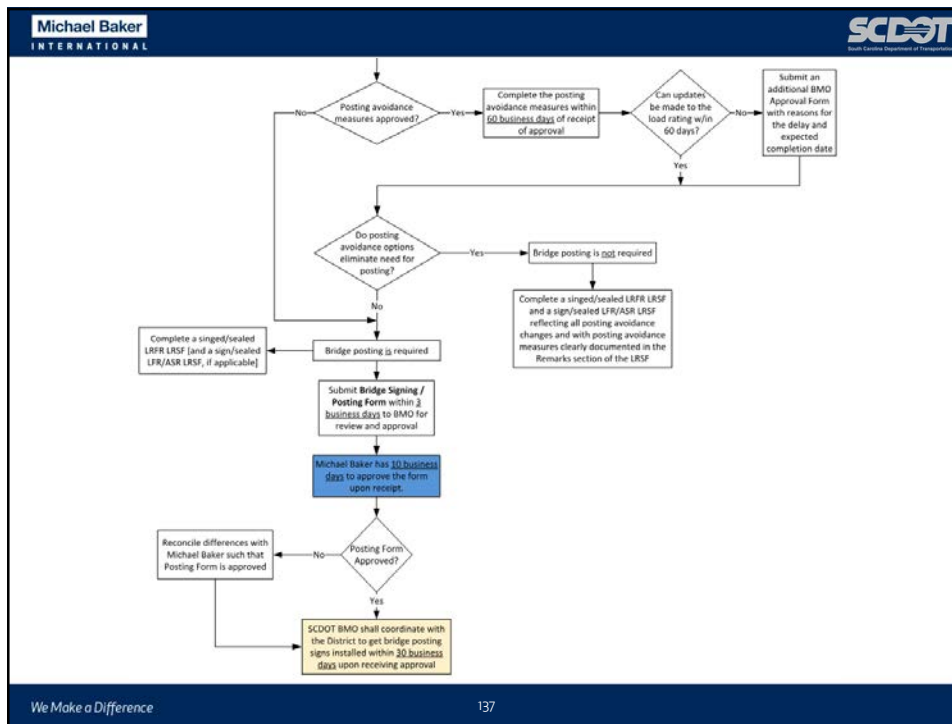 Michael Baker
INTERNATIONAL
SCDOT
South Carolina Department of Transportation
Posting avoidance
measures approved?
No
Yes
Complete the posting
avoidance measures within
60 business days of receipt
of approval
Can updates
be made to the
load rating w/in
60 days?
No
Yes
Submit an
additional BMO
Approval Form
with reasons for
the delay and
expected
completion date
Do posting
avoidance options
eliminate need for
posting?
Yes
No
Bridge posting is not required
Complete a singed/sealed LRFR LRSF
and a sign/sealed LFR/ASR LRSF
reflecting all posting avoidance
changes and with posting avoidance
measures clearly documented in the
Remarks section of the LRSF
Complete a singed/sealed
LRFR LRSF [and a sign/sealed
LFR/ASR LRSF, if applicable]
Bridge posting is required
Submit Bridge Signing /
Posting Form within 3
business days to BMO for
review and approval
Michael Baker has 10 business
days to approve the form
upon receipt.
Posting Form
Approved?
No
Yes
Reconcile differences with
Michael Baker such that
Posting Form is approved
SCDOT BMO shall coordinate with
the District to get bridge posting
signs installed within 30 business
days upon receiving approval
We Make a Difference
137